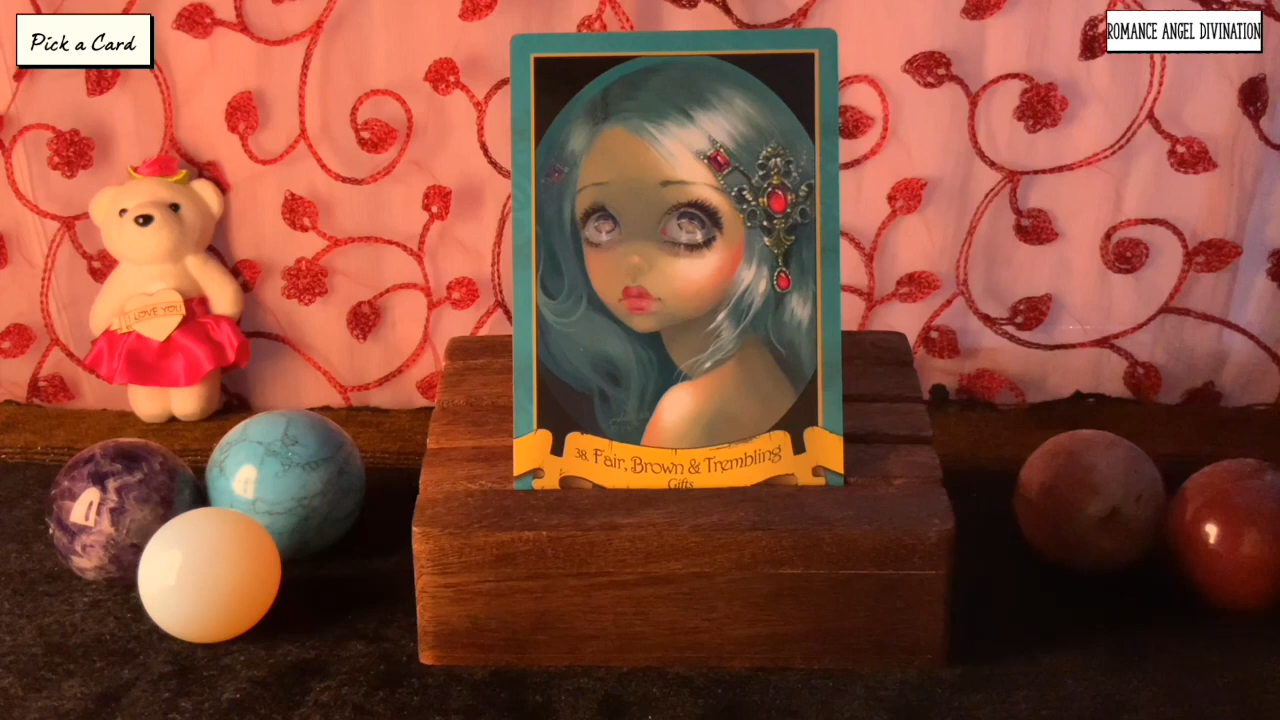 Pick a Card
ROMANCE ANGEL DIVINATION
I LOVE YOU
38. Fair, Brown & Trembling
Gifts